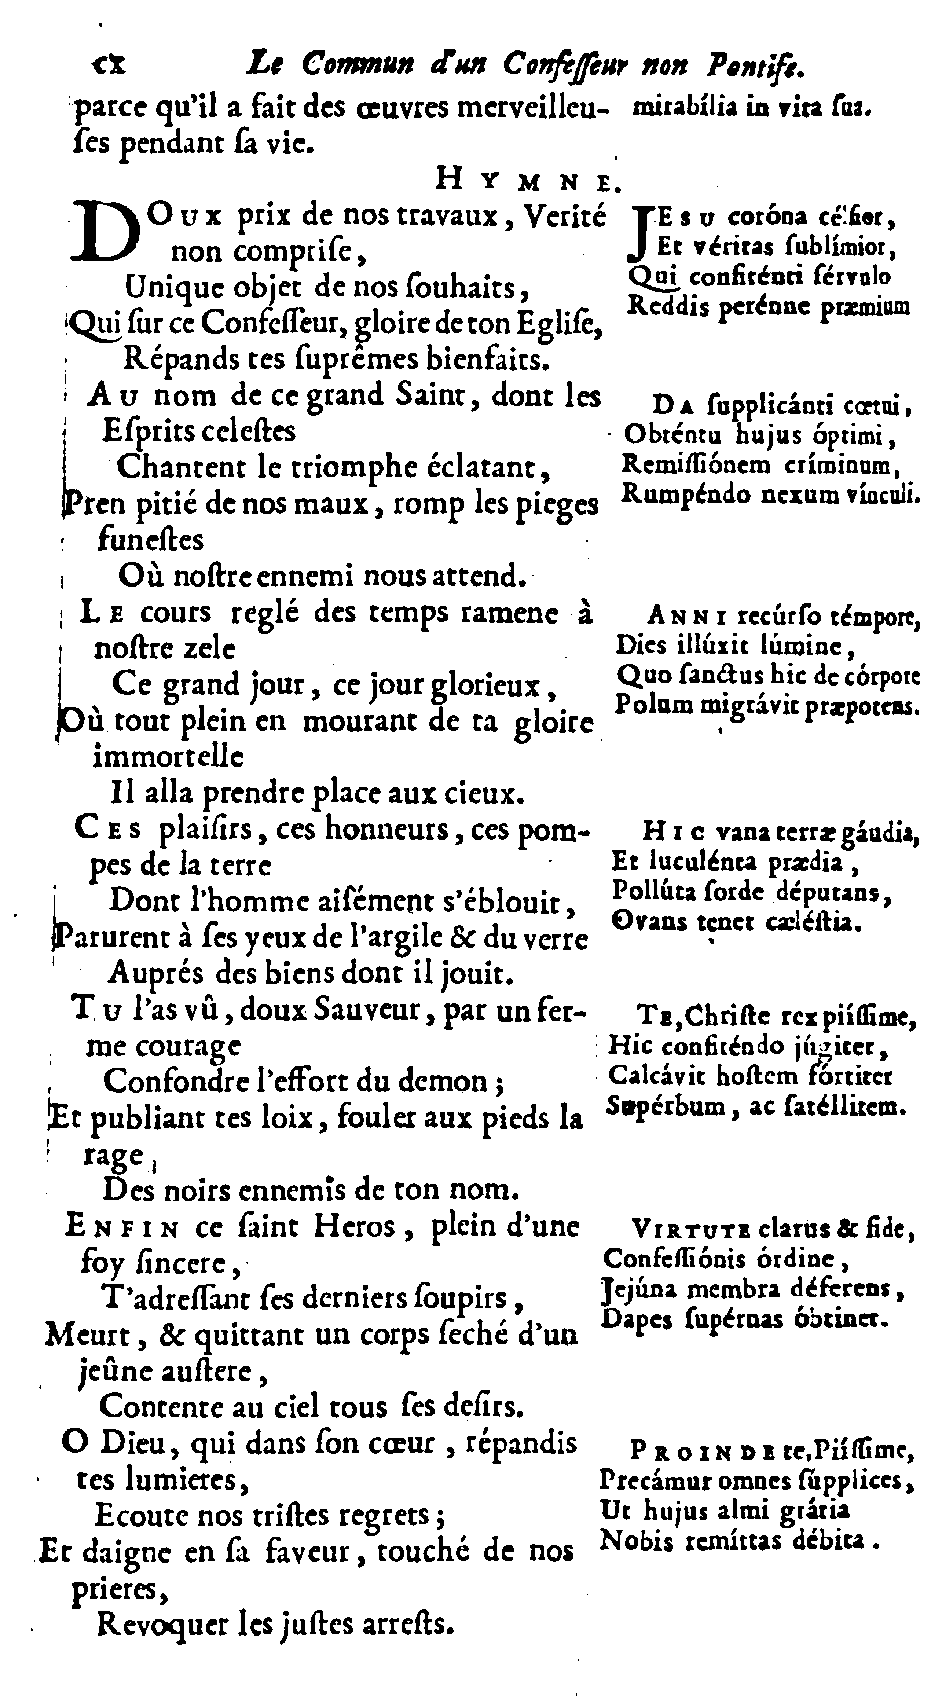 cx Le Commun d'un Confeſſeur non Pontife.
parce qu'il a fait des œuvres merveilleu-
ſes pendant ſa vie.
HYMNE.
DOux prix de nos travaux, Verité
non compriſe,
Unique objet de nos ſouhaits,
Qui ſur ce Confeſſeur, gloire de ton Egliſe,
Répands tes ſuprêmes bienfaits.
Au nom de ce grand Saint, dont les
Eſprits celeſtes
Chantent le triomphe éclatant,
Pren pitié de nos maux, romp les pieges
funeſtes
Où noſtre ennemi nous attend.
LE cours reglé des temps ramene à
noſtre zele
Ce grand jour, ce jour glorieux,
Où tout plein en mourant de ta gloire
immortelle
Il alla prendre place aux cieux.
CES plaiſirs, ces honneurs, ces pom-
pes de la terre
Dont l'homme aiſément s'éblouit,
Parurent à ſes yeux de l'argile & du verre
Auprés des biens dont il jouit.
TU l'as vû, doux Sauveur, par un fer-
me courage
Confondre l'effort du demon;
Et publiant tes loix, fouler aux pieds la
rage,
Des noirs ennemis de ton nom.
ENFIN ce ſaint Heros, plein d'une
foy ſincere,
T'adreſſant ſes derniers ſoupirs,
Meurt, & quittant un corps ſeché d'un
jeûne auſtere,
Contente au ciel tous ſes deſirs.
O Dieu, qui dans ſon cœur, répandis
tes lumieres,
Ecoute nos triſtes regrets;
Et daigne en ſa faveur, touché de nos
prieres,
Revoquer les juſtes arreſts.
mirabília in vita ſua.
JESU coróna célſior,
Et véritas ſublímior,
Qui confiténti ſérvulo
Reddis perénne præmium
DA ſupplicánti cœtui,
Obténtu hujus óptimi,
Remiſſiónem críminum,
Rumpéndo nexum vínculi.
ANNI recúrſo témpore,
Dies illúxit lúmine,
Quo ſanctus hic de córpore
Polum migrávit præpotens.
HIC vana terræ gáudia,
Et luculénta prædia,
Pollúta ſorde députans,
Ovans tenet cæléſtia.
TE, Chriſte rex piíſſime,
Hic confiténdo júgiter,
Calcávit hoſtem fórtiter
Supérbum, ac ſatéllitem.
VIRTUTE clarus & fide,
Confeſſiónis órdine,
Jejúna membra déferens,
Dapes ſupérnas óbtinet.
PROINDE te, Piíſſime,
Precámur omnes ſúpplices,
Ut hujus almi grátia
Nobis remíttas débita.